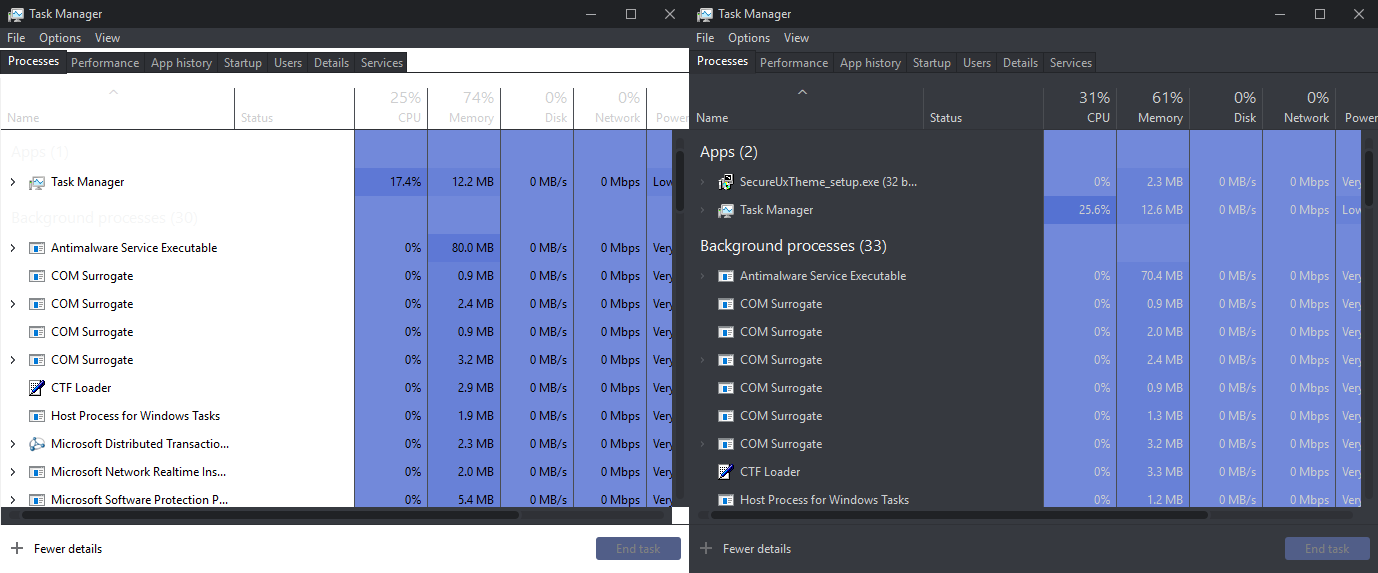 Task Manager
File Options View
Processes Performance App history Startup Users Details Services
25% 74% 0% 0%
Name Status CPU Memory Disk Network Power
Apps (1)
Task Manager 17.4% 12.2 MB 0 MB/s 0 Mbps Low
Background processes (30)
Antimalware Service Executable 0% 80.0 MB 0 MB/s 0 Mbps Very
COM Surrogate 0% 0.9 MB 0 MB/s 0 Mbps Very
COM Surrogate 0% 2.4 MB 0 MB/s 0 Mbps Very
COM Surrogate 0% 0.9 MB 0 MB/s 0 Mbps Very
COM Surrogate 0% 3.2 MB 0 MB/s 0 Mbps Very
CTF Loader 0% 2.9 MB 0 MB/s 0 Mbps Very
Host Process for Windows Tasks 0% 1.9 MB 0 MB/s 0 Mbps Very
Microsoft Distributed Transactio... 0% 2.3 MB 0 MB/s 0 Mbps Very
Microsoft Network Realtime Ins... 0% 2.0 MB 0 MB/s 0 Mbps Very
Microsoft Software Protection P... 0% 5.4 MB 0 MB/s 0 Mbps Very
Fewer details End task
Task Manager
File Options View
Processes Performance App history Startup Users Details Services
31% 61% 0% 0%
Name Status CPU Memory Disk Network Power
Apps (2)
SecureUxTheme_setup.exe (32 b... 0% 2.3 MB 0 MB/s 0 Mbps Very
Task Manager 25.6% 12.6 MB 0 MB/s 0 Mbps Low
Background processes (33)
Antimalware Service Executable 0% 70.4 MB 0 MB/s 0 Mbps Very
COM Surrogate 0% 0.9 MB 0 MB/s 0 Mbps Very
COM Surrogate 0% 2.0 MB 0 MB/s 0 Mbps Very
COM Surrogate 0% 2.4 MB 0 MB/s 0 Mbps Very
COM Surrogate 0% 0.9 MB 0 MB/s 0 Mbps Very
COM Surrogate 0% 1.3 MB 0 MB/s 0 Mbps Very
COM Surrogate 0% 3.2 MB 0 MB/s 0 Mbps Very
CTF Loader 0% 3.3 MB 0 MB/s 0 Mbps Very
Host Process for Windows Tasks 0% 1.2 MB 0 MB/s 0 Mbps Very
Fewer details End task